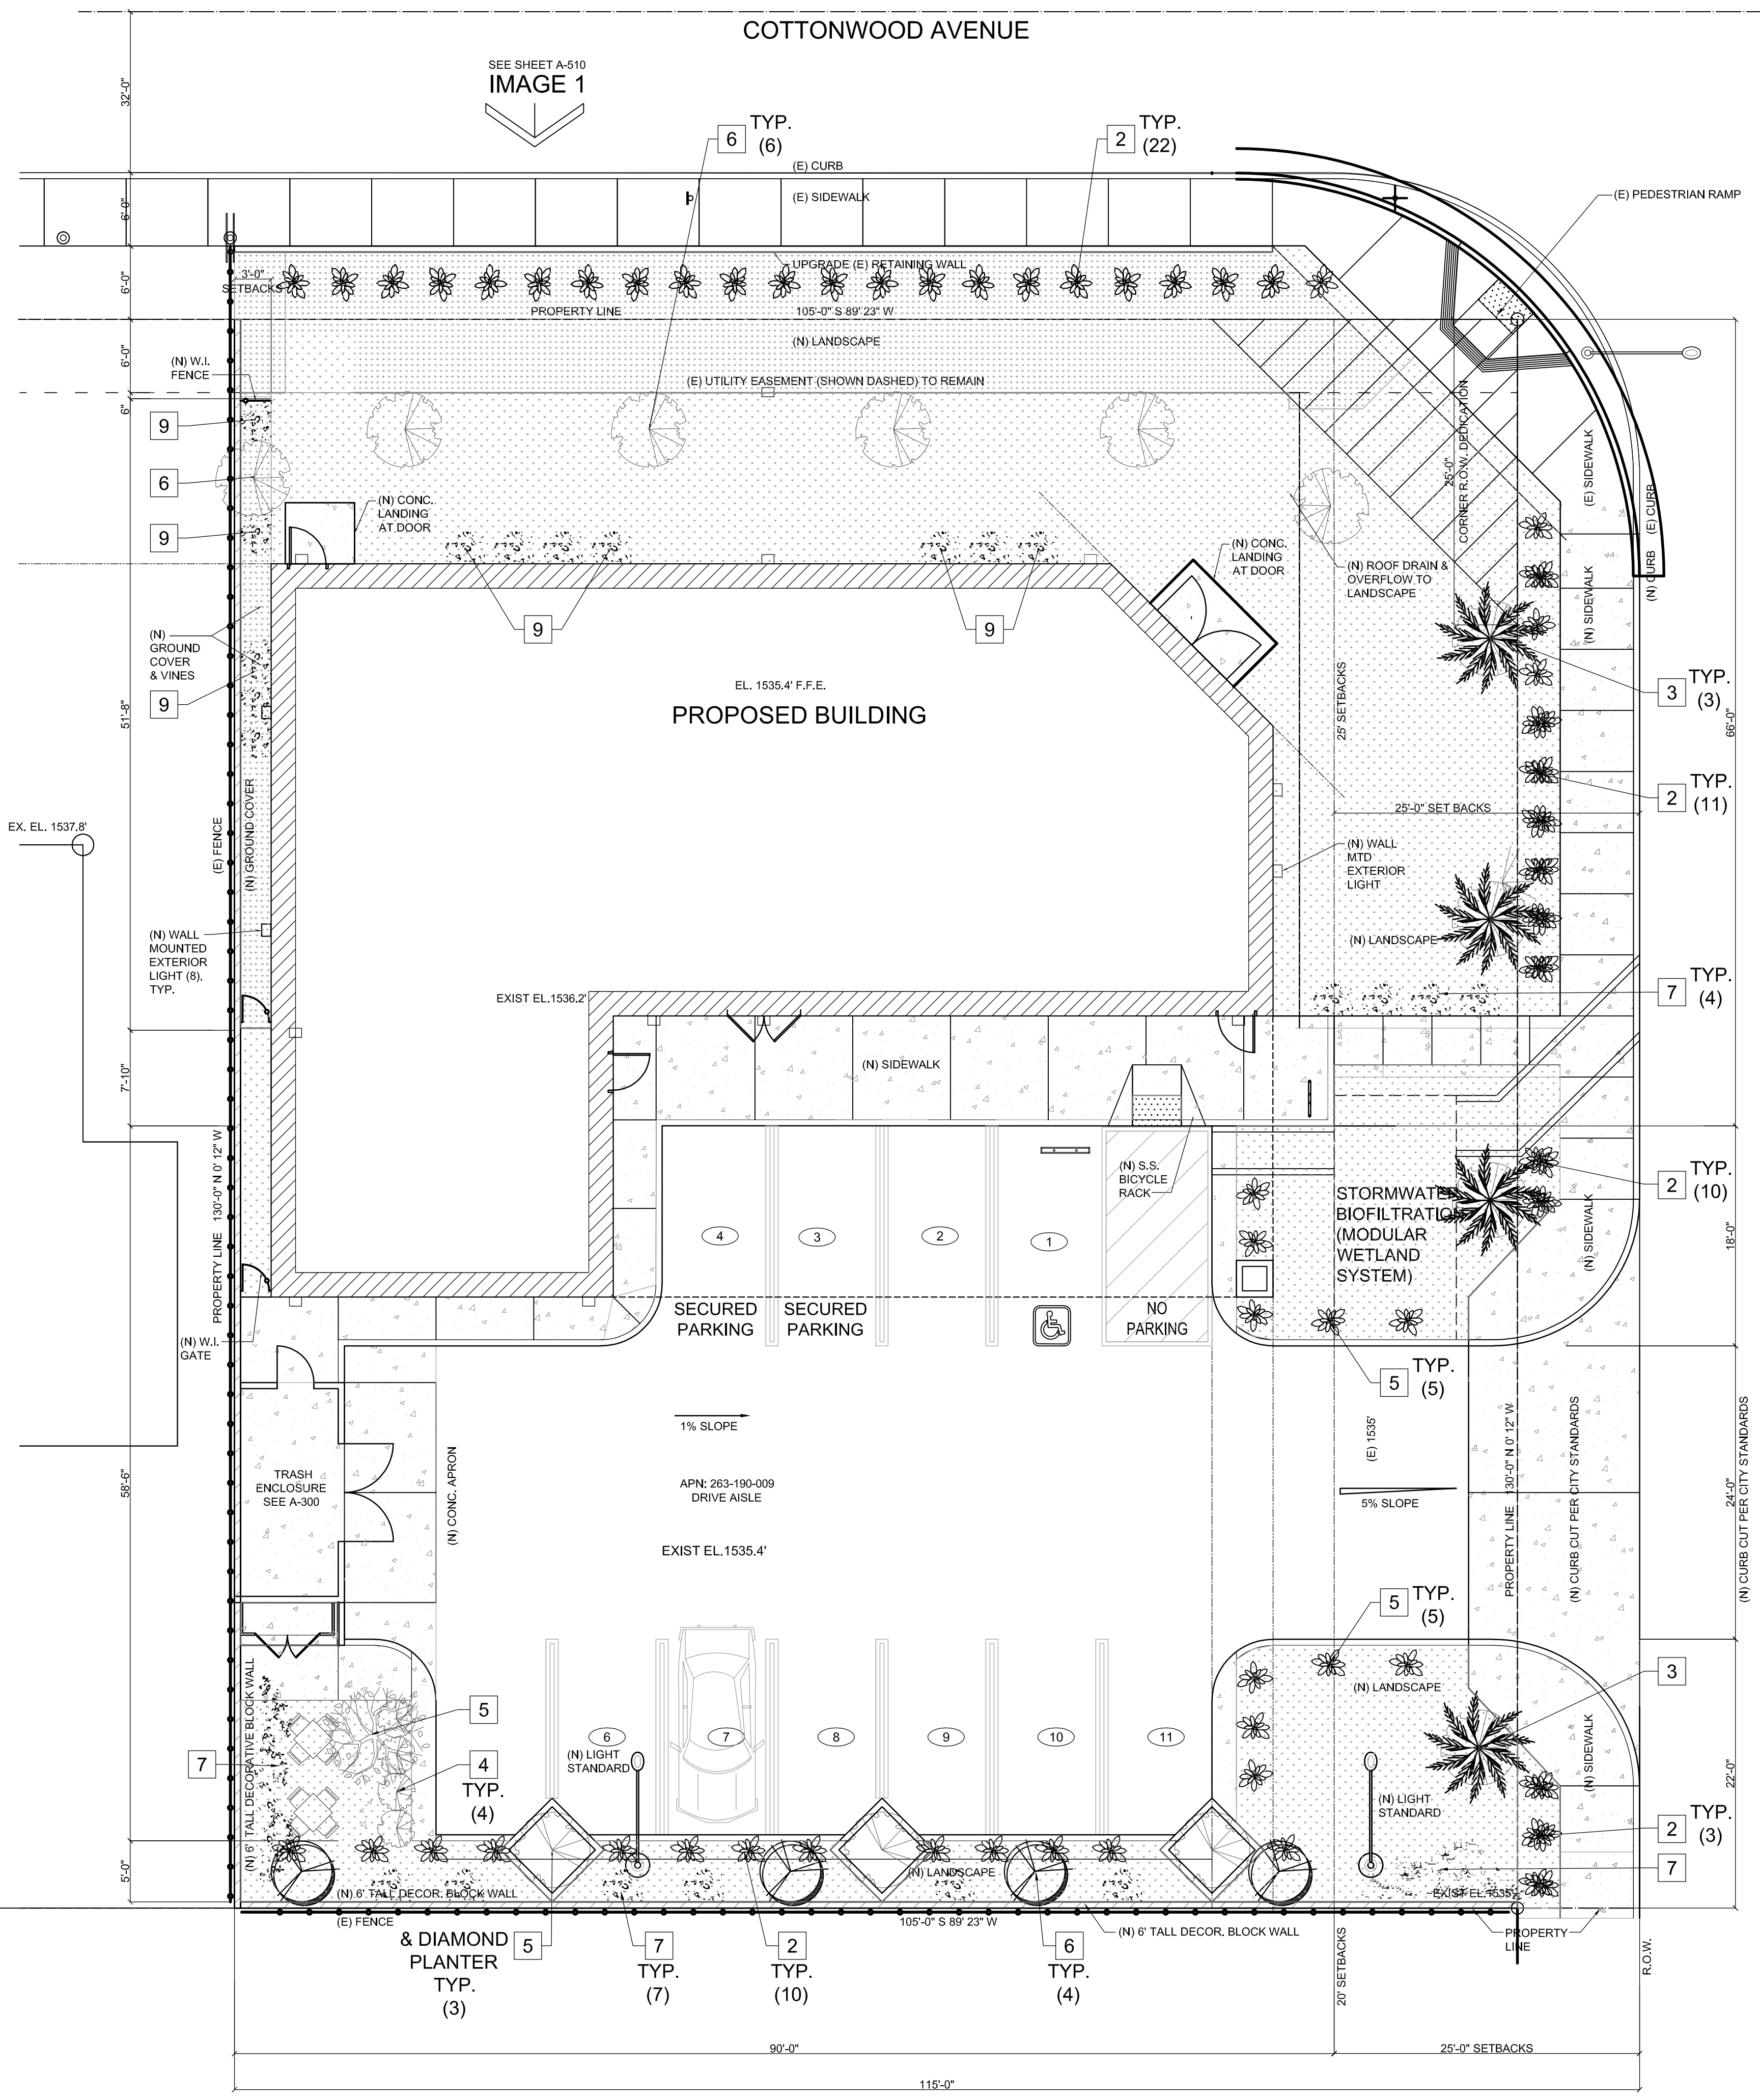 COTTONWOOD AVENUE
SEE SHEET A-510
IMAGE 1
32'-0"
6
TYP.
(6)
2
TYP.
(22)
(E) CURB
(E) SIDEWALK
(E) PEDESTRIAN RAMP
6'-0"
6'-0"
3'-0"
SETBACKS
UPGRADE (E) RETAINING WALL
PROPERTY LINE
105'-0" S 89' 23" W
(N) LANDSCAPE
6'-0"
(N) W.I.
FENCE
(E) UTILITY EASEMENT (SHOWN DASHED) TO REMAIN
6"
9
6
9
(N) CONC.
LANDING
AT DOOR
25'-0"
CORNER R.O.W. DEDICATION
(E) SIDEWALK
(E) CURB
(N) CURB
(N) CONC.
LANDING
AT DOOR
(N) ROOF DRAIN &
OVERFLOW TO
LANDSCAPE
(N) SIDEWALK
9
9
(N)
GROUND
COVER
& VINES
9
EL. 1535.4' F.F.E.
PROPOSED BUILDING
25' SETBACKS
3
TYP.
(3)
51'-8"
66'-0"
2
TYP.
(11)
25'-0" SET BACKS
EX. EL. 1537.8'
(E) FENCE
(N) GROUND COVER
(N) WALL
MTD
EXTERIOR
LIGHT
(N) WALL
MOUNTED
EXTERIOR
LIGHT (8),
TYP.
(N) LANDSCAPE
7
TYP.
(4)
EXIST EL.1536.2'
(N) SIDEWALK
7'-10"
PROPERTY LINE 130'-0" N 0' 12" W
(N) S.S.
BICYCLE
RACK
2
TYP.
(10)
STORMWATER
BIOFILTRATION
(MODULAR
WETLAND
SYSTEM)
(N) SIDEWALK
18'-0"
4
3
2
1
SECURED
PARKING
SECURED
PARKING
NO
PARKING
(N) W.I.
GATE
5
TYP.
(5)
1% SLOPE
(E) 1535'
PROPERTY LINE 130'-0" N 0' 12" W
(N) CURB CUT PER CITY STANDARDS
24'-0"
(N) CURB CUT PER CITY STANDARDS
58'-6"
TRASH
ENCLOSURE
SEE A-300
(N) CONC. APRON
APN: 263-190-009
DRIVE AISLE
5% SLOPE
EXIST EL.1535.4'
5
TYP.
(5)
3
(N) 6' TALL DECORATIVE BLOCK WALL
5
(N) LANDSCAPE
7
4
TYP.
(4)
(N) LIGHT
STANDARD
6
7
8
9
10
11
(N) SIDEWALK
22'-0"
(N) LIGHT
STANDARD
2
TYP.
(3)
5'-0"
(N) LANDSCAPE
7
(N) 6' TALL DECOR. BLOCK WALL
EXIST EL.1535'
(E) FENCE
105'-0" S 89' 23" W
(N) 6' TALL DECOR. BLOCK WALL
PROPERTY
LINE
& DIAMOND
PLANTER
TYP.
(3)
5
7
TYP.
(7)
2
TYP.
(10)
6
TYP.
(4)
20' SETBACKS
R.O.W.
90'-0"
25'-0" SETBACKS
115'-0"